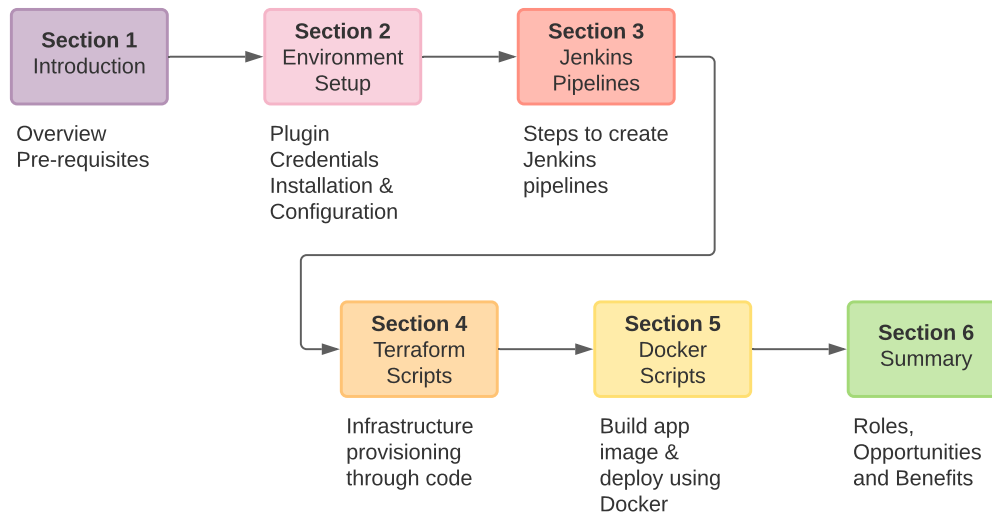 Section 1
Introduction
Overview
Pre-requisites
Section 2
Environment
Setup
Plugin
Credentials
Installation &
Configuration
Section 3
Jenkins
Pipelines
Steps to create
Jenkins
pipelines
Section 4
Terraform
Scripts
Infrastructure
provisioning
through code
Section 5
Docker
Scripts
Build app
image &
deploy using
Docker
Section 6
Summary
Roles,
Opportunities
and Benefits